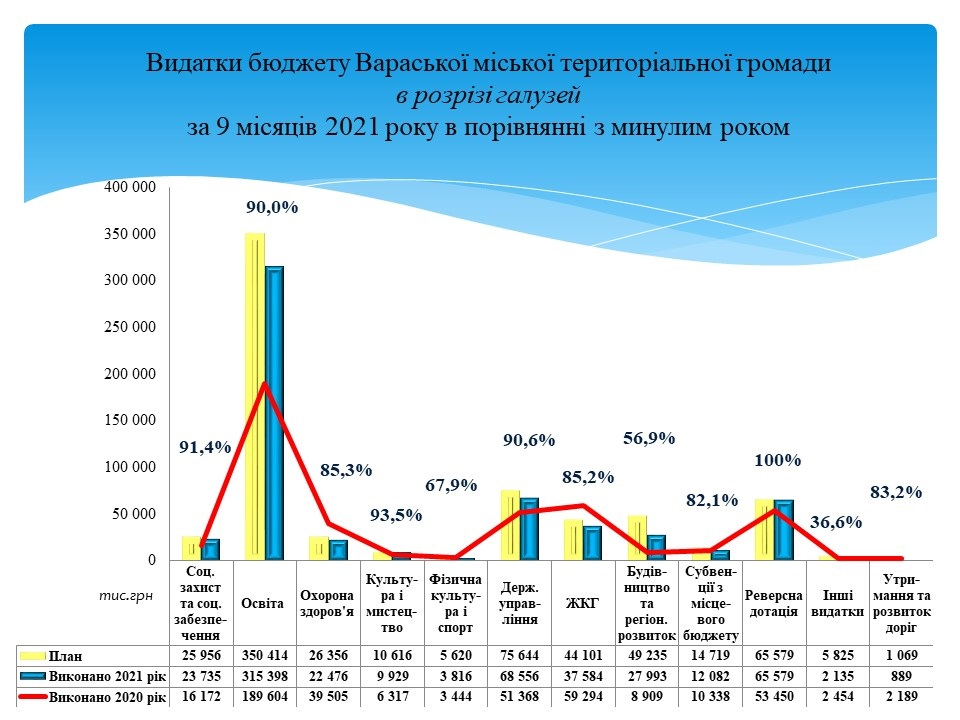 Видатки бюджету Вараської міської територіальної громади
в розрізі галузей
за 9 місяців 2021 року в порівнянні з минулим роком
400 000
350 000
300 000
250 000
200 000
150 000
100 000
50 000
0
тис.грн
91,4%
90,0%
85,3%
93,5%
67,9%
90,6%
85,2%
56,9%
82,1%
100%
36,6%
83,2%
Соц.
захист
та соц.
забезпе-
чення
Освіта
Охорона
здоров'я
Культу-
ра і
мистец-
тво
Фізична
культу-
ра і
спорт
Держ.
управ-
ління
ЖКГ
Будів-
ництво
та
регіон.
розвиток
Субвен-
ції з
місце-
вого
бюджету
Реверсна
дотація
Інші
видатки
Утри-
мання та
розвиток
доріг
План 25 956 350 414 26 356 10 616 5 620 75 644 44 101 49 235 14 719 65 579 5 825 1 069
Виконано 2021 рік 23 735 315 398 22 476 9 929 3 816 68 556 37 584 27 993 12 082 65 579 2 135 889
Виконано 2020 рік 16 172 189 604 39 505 6 317 3 444 51 368 59 294 8 909 10 338 53 450 2 454 2 189